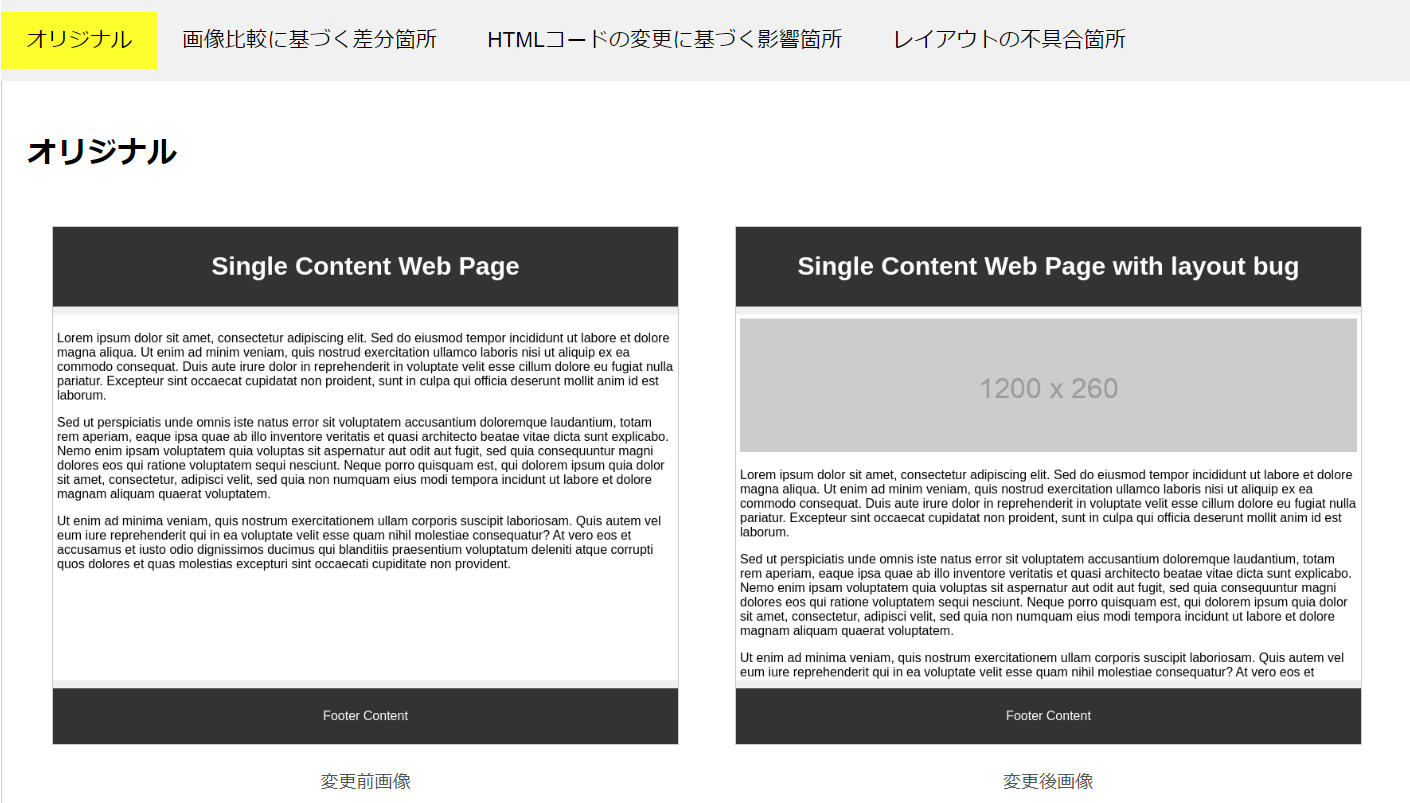 オリジナル
画像比較に基づく差分箇所
HTMLコードの変更に基づく影響箇所
レイアウトの不具合箇所
オリジナル
Single Content Web Page
Lorem ipsum dolor sit amet, consectetur adipiscing elit. Sed do eiusmod tempor incididunt ut labore et dolore
magna aliqua. Ut enim ad minim veniam, quis nostrud exercitation ullamco laboris nisi ut aliquip ex ea
commodo consequat. Duis aute irure dolor in reprehenderit in voluptate velit esse cillum dolore eu fugiat nulla
pariatur. Excepteur sint occaecat cupidatat non proident, sunt in culpa qui officia deserunt mollit anim id est
laborum.
Sed ut perspiciatis unde omnis iste natus error sit voluptatem accusantium doloremque laudantium, totam
rem aperiam, eaque ipsa quae ab illo inventore veritatis et quasi architecto beatae vitae dicta sunt explicabo.
Nemo enim ipsam voluptatem quia voluptas sit aspernatur aut odit aut fugit, sed quia consequuntur magni
dolores eos qui ratione voluptatem sequi nesciunt. Neque porro quisquam est, qui dolorem ipsum quia dolor
sit amet, consectetur, adipisci velit, sed quia non numquam eius modi tempora incidunt ut labore et dolore
magnam aliquam quaerat voluptatem.
Ut enim ad minima veniam, quis nostrum exercitationem ullam corporis suscipit laboriosam. Quis autem vel
eum iure reprehenderit qui in ea voluptate velit esse quam nihil molestiae consequatur? At vero eos et
accusamus et iusto odio dignissimos ducimus qui blanditiis praesentium voluptatum deleniti atque corrupti
quos dolores et quas molestias excepturi sint occaecati cupiditate non provident.
Footer Content
変更前画像
Single Content Web Page with layout bug
1200 x 260
Lorem ipsum dolor sit amet, consectetur adipiscing elit. Sed do eiusmod tempor incididunt ut labore et dolore
magna aliqua. Ut enim ad minim veniam, quis nostrud exercitation ullamco laboris nisi ut aliquip ex ea
commodo consequat. Duis aute irure dolor in reprehenderit in voluptate velit esse cillum dolore eu fugiat nulla
pariatur. Excepteur sint occaecat cupidatat non proident, sunt in culpa qui officia deserunt mollit anim id est
laborum.
Sed ut perspiciatis unde omnis iste natus error sit voluptatem accusantium doloremque laudantium, totam
rem aperiam, eaque ipsa quae ab illo inventore veritatis et quasi architecto beatae vitae dicta sunt explicabo.
Nemo enim ipsam voluptatem quia voluptas sit aspernatur aut odit aut fugit, sed quia consequuntur magni
dolores eos qui ratione voluptatem sequi nesciunt. Neque porro quisquam est, qui dolorem ipsum quia dolor
sit amet, consectetur, adipisci velit, sed quia non numquam eius modi tempora incidunt ut labore et dolore
magnam aliquam quaerat voluptatem.
Ut enim ad minima veniam, quis nostrum exercitationem ullam corporis suscipit laboriosam. Quis autem vel
eum iure reprehenderit qui in ea voluptate velit esse quam nihil molestiae consequatur? At vero eos et
Footer Content
変更後画像